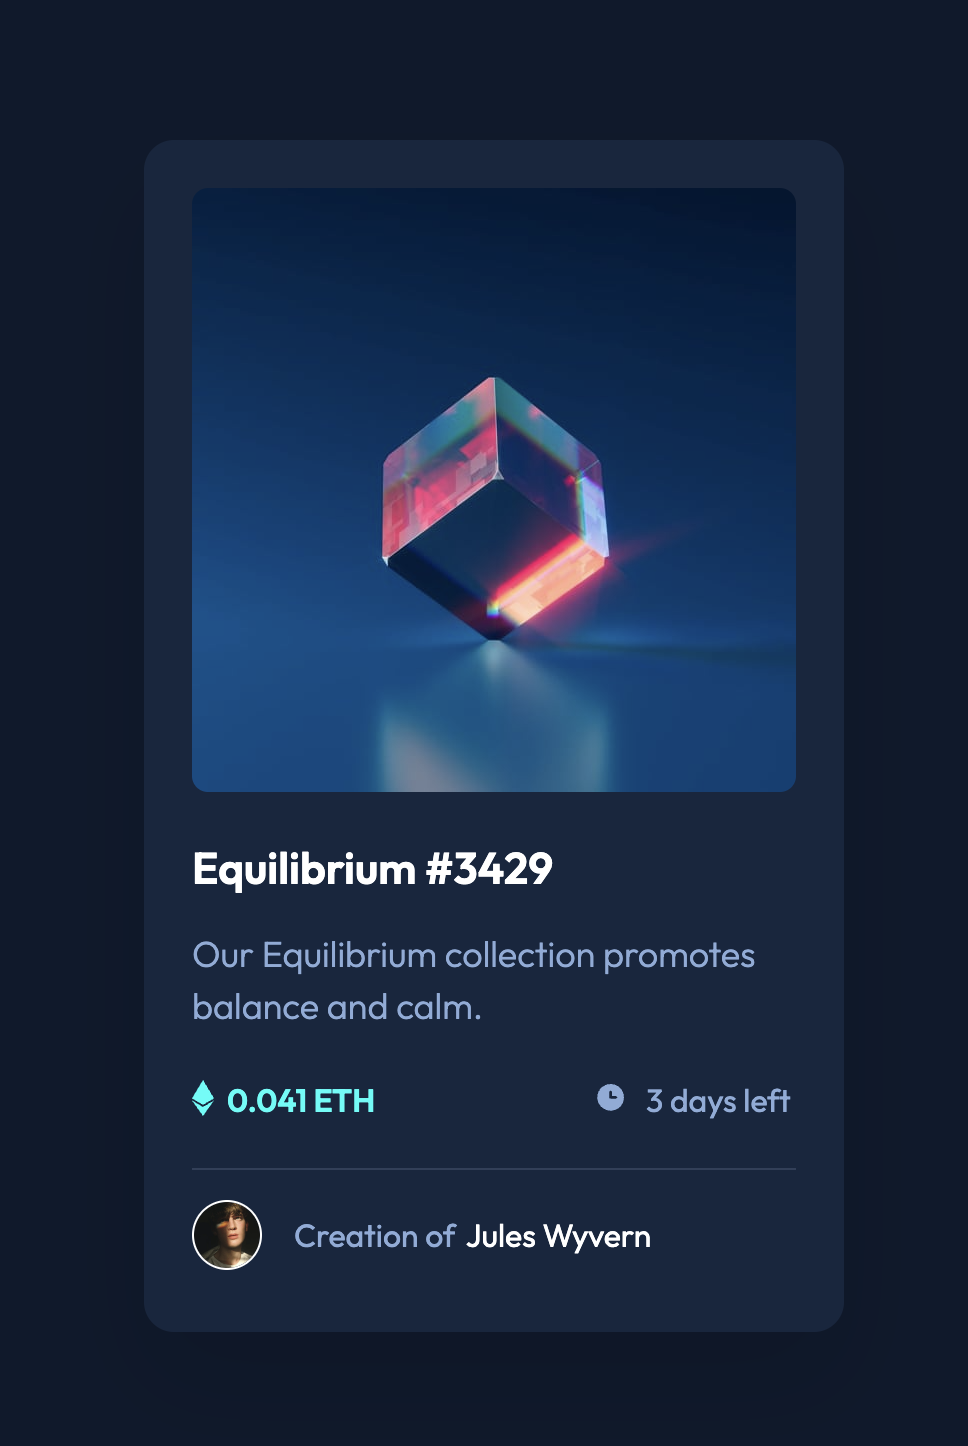 Equilibrium #3429
Our Equilibrium collection promotes
balance and calm.
0.041 ETH
3 days left
Creation of Jules Wyvern